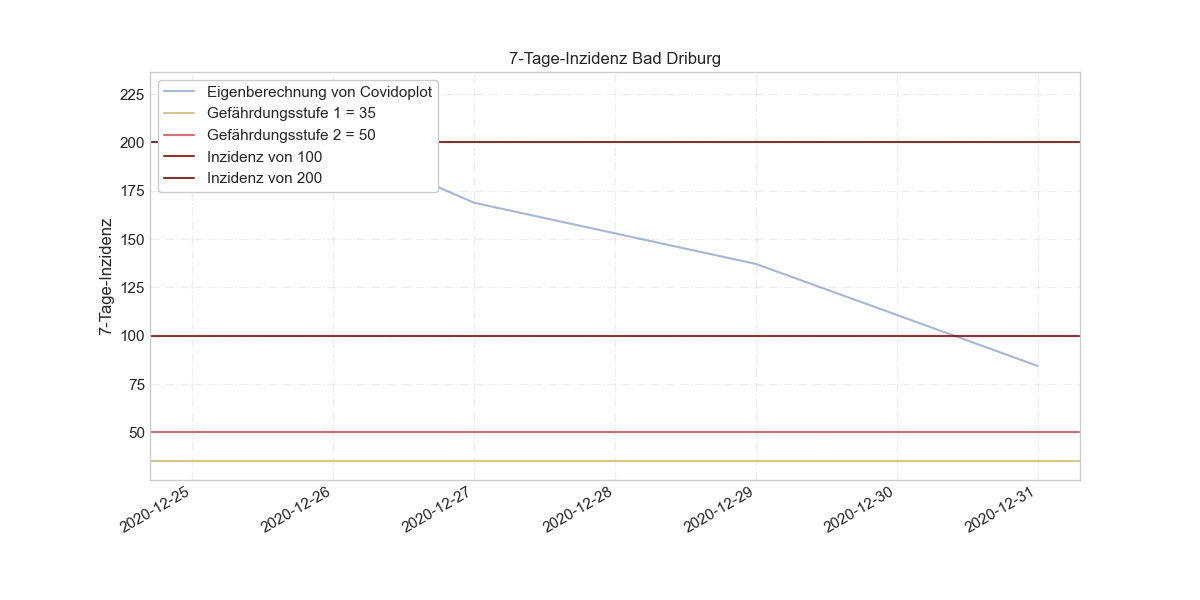 7-Tage-Inzidenz Bad Driburg
Eigenberechnung von Covidoplot
Gefährdungsstufe 1 = 35
Gefährdungsstufe 2 = 50
Inzidenz von 100
Inzidenz von 200
7-Tage-Inzidenz
225
200
175
150
125
100
75
50
2020-12-25
2020-12-26
2020-12-27
2020-12-28
2020-12-29
2020-12-30
2020-12-31